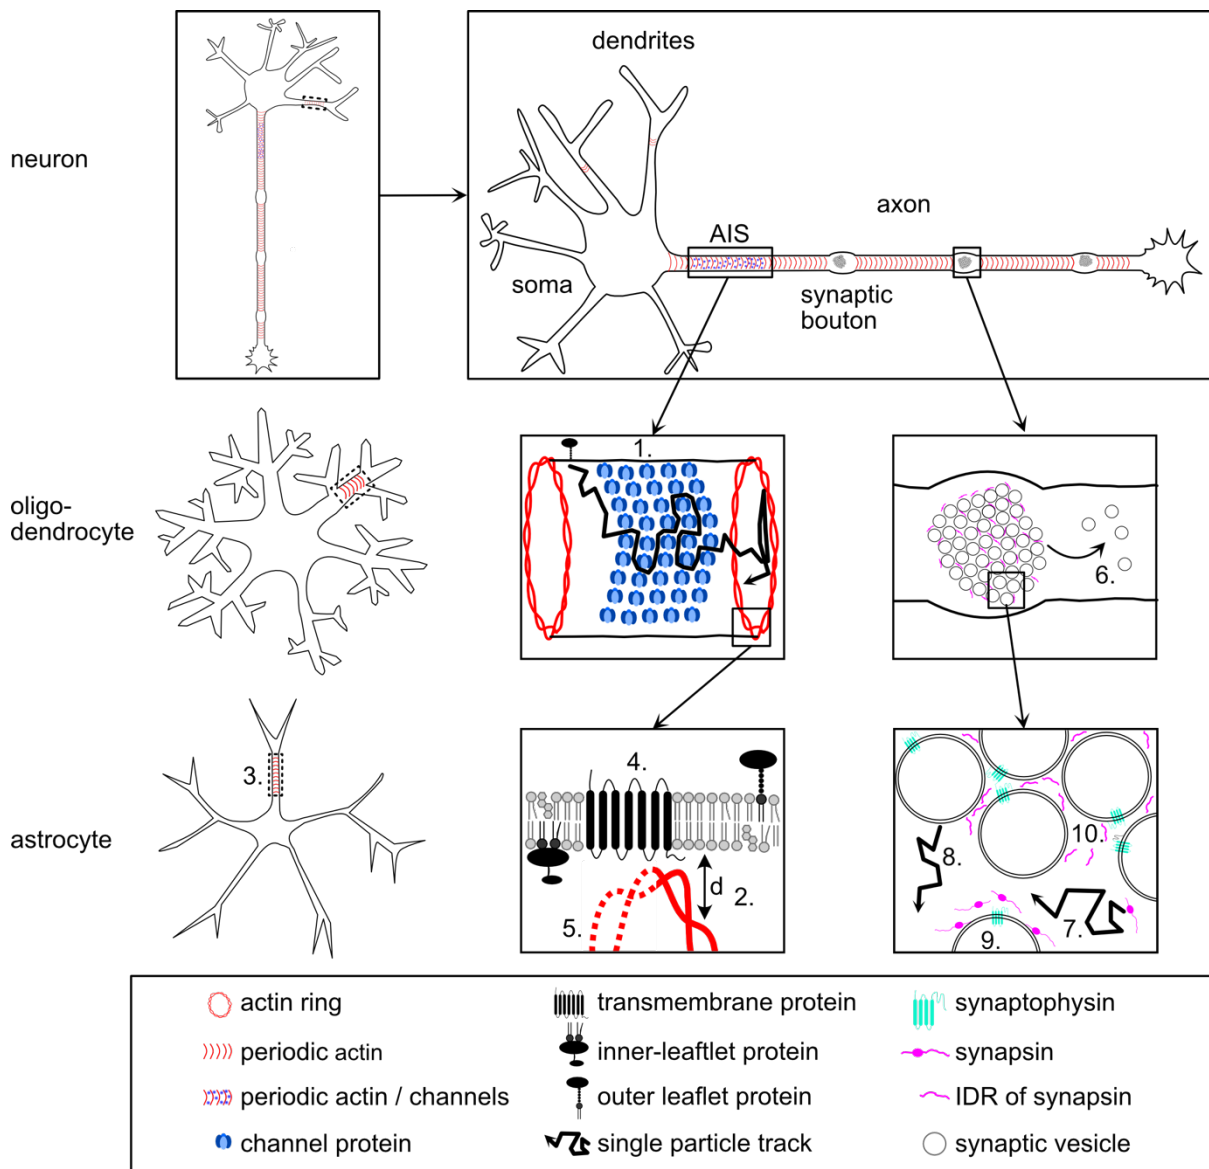 neuron
dendrites
axon
AIS
soma
synaptic
bouton
oligo-
dendrocyte
1.
6.
astrocyte
3.
4.
d
2.
5.
10.
8.
7.
9.
actin ring
periodic actin
periodic actin / channels
channel protein
transmembrane protein
inner-leaftlet protein
outer leaflet protein
single particle track
synaptophysin
synapsin
IDR of synapsin
synaptic vesicle